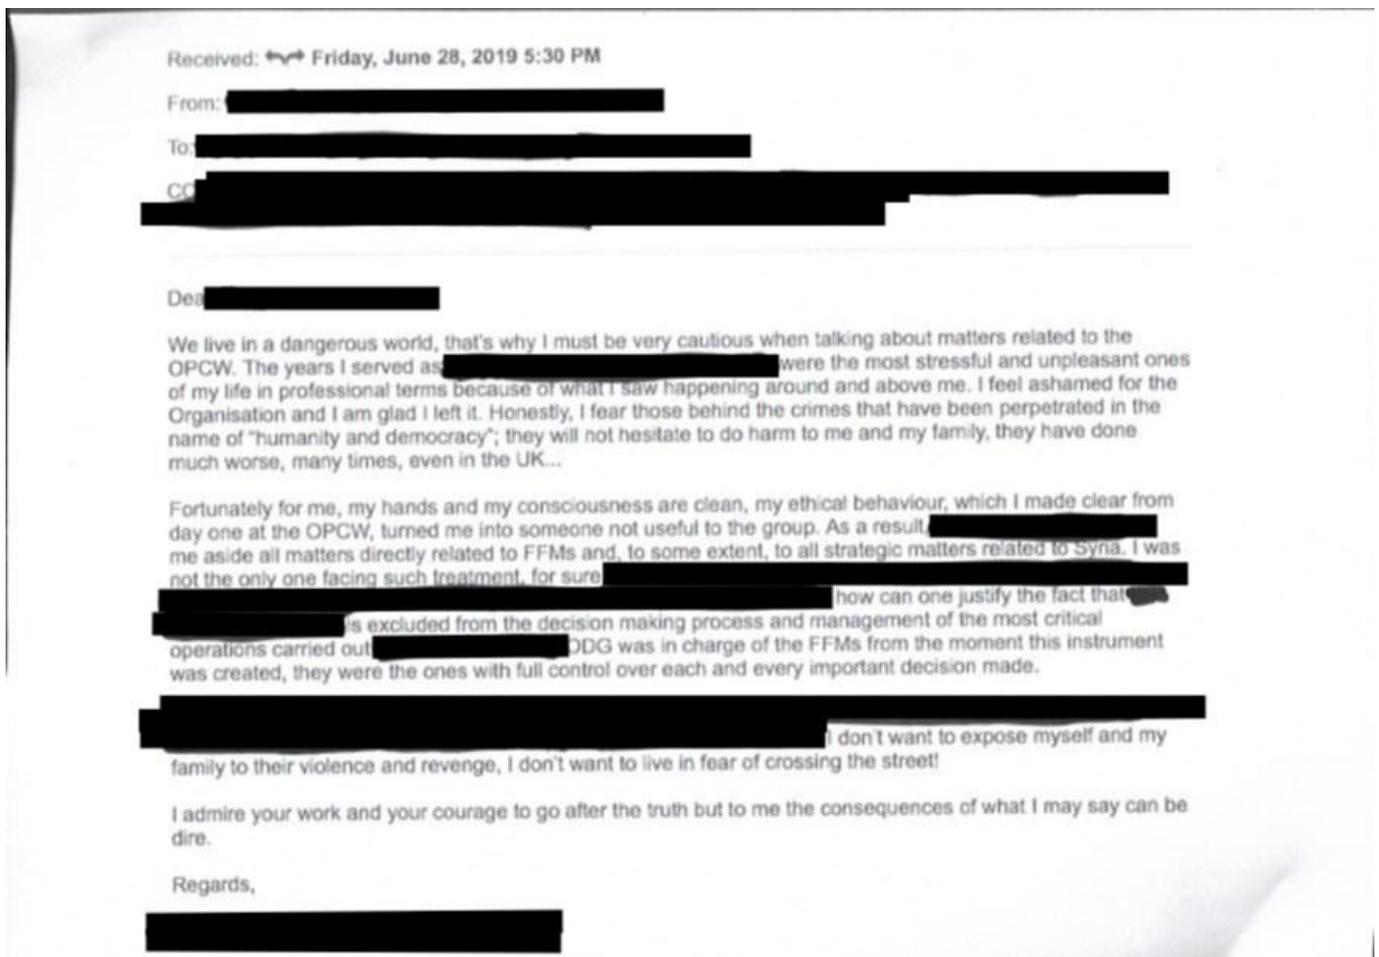 Received: Friday, June 28, 2019 5:30 PM
From:
To:
CC
Dea
We live in a dangerous world, that's why I must be very cautious when talking about matters related to the
OPCW. The years I served as were the most stressful and unpleasant ones
of my life in professional terms because of what I saw happening around and above me. I feel ashamed for the
Organisation and I am glad I left it. Honestly, I fear those behind the crimes that have been perpetrated in the
name of "humanity and democracy"; they will not hesitate to do harm to me and my family, they have done
much worse, many times, even in the UK...
Fortunately for me, my hands and my consciousness are clean, my ethical behaviour, which I made clear from
day one at the OPCW, turned me into someone not useful to the group. As a result
me aside all matters directly related to FFMs and, to some extent, to all strategic matters related to Syria. I was
not the only one facing such treatment, for sure
how can one justify the fact that
is excluded from the decision making process and management of the most critical
operations carried out ODG was in charge of the FFMs from the moment this instrument
was created, they were the ones with full control over each and every important decision made.
I don't want to expose myself and my
family to their violence and revenge, I don't want to live in fear of crossing the street!
I admire your work and your courage to go after the truth but to me the consequences of what I may say can be
dire.
Regards,